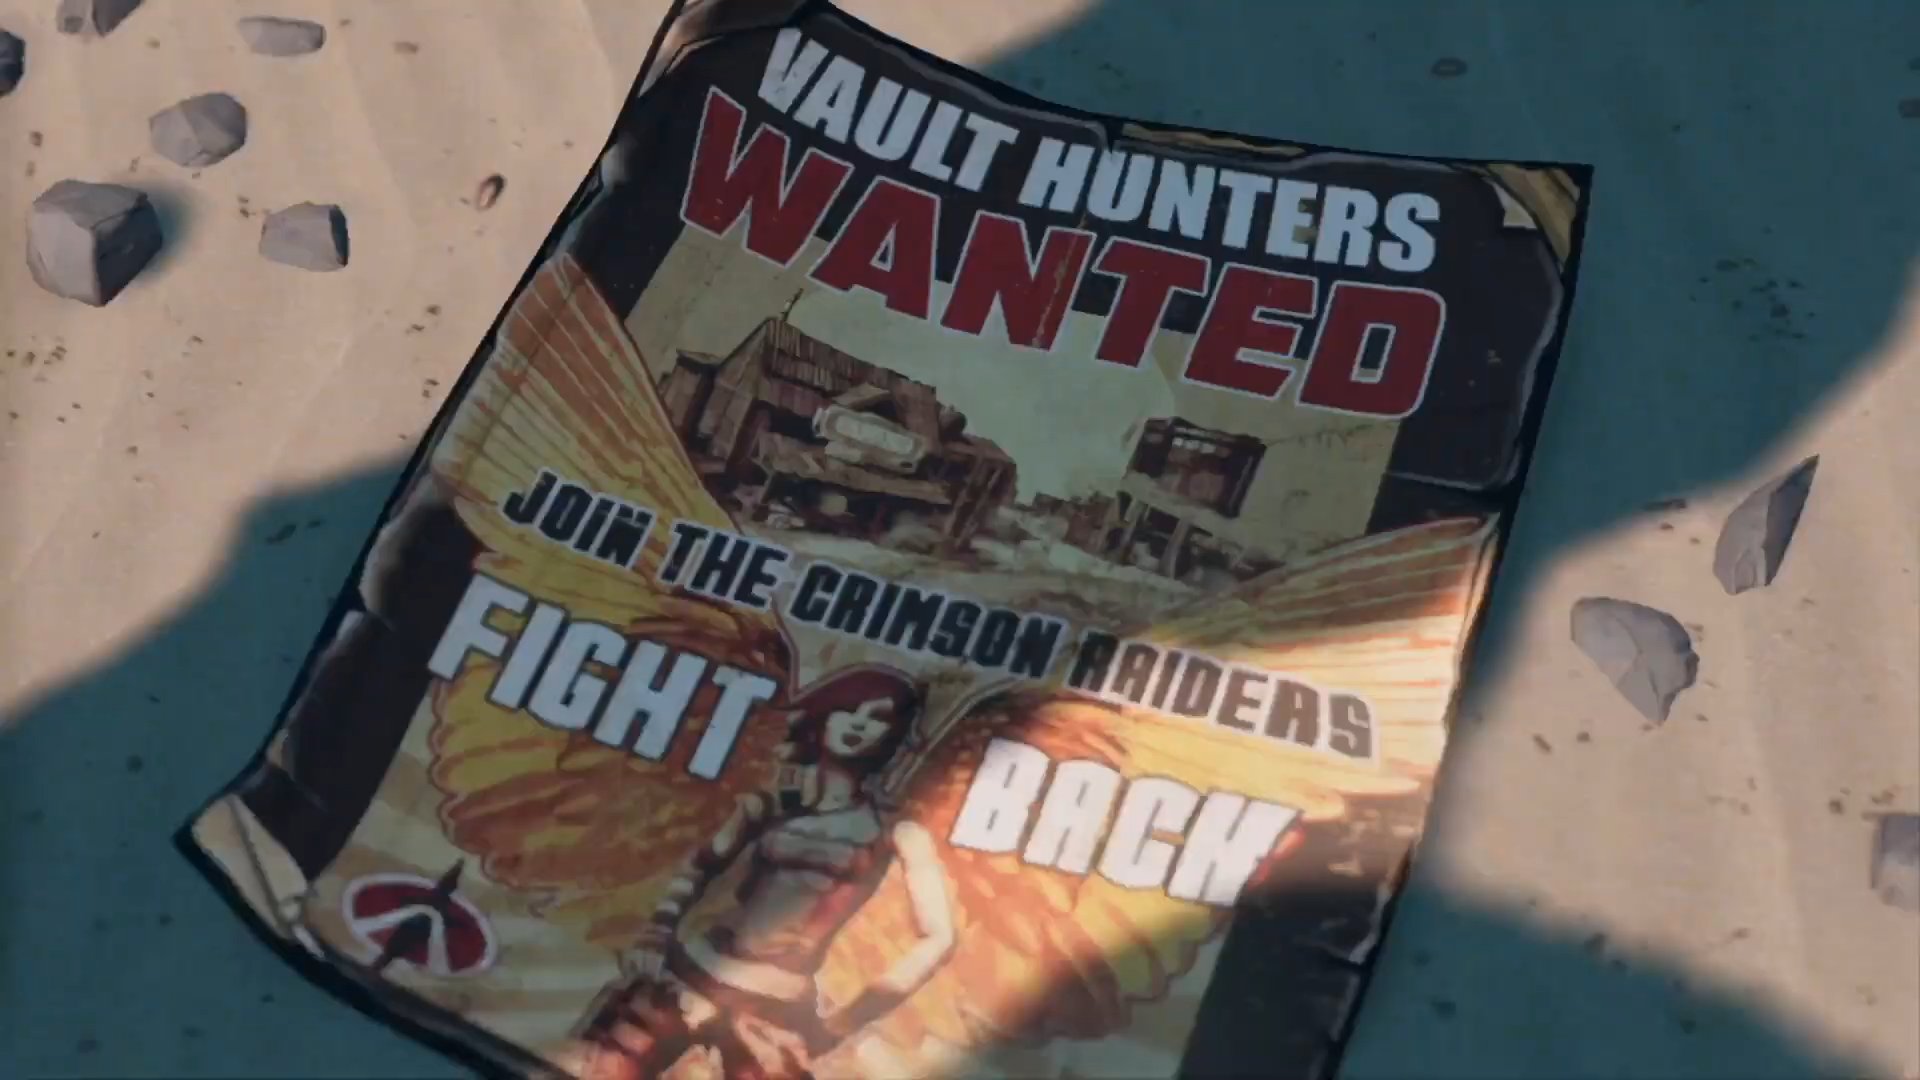 VAULT HUNTERS
WANTED
JOIN THE CRIMSON RAIDERS
FIGHT
BACK